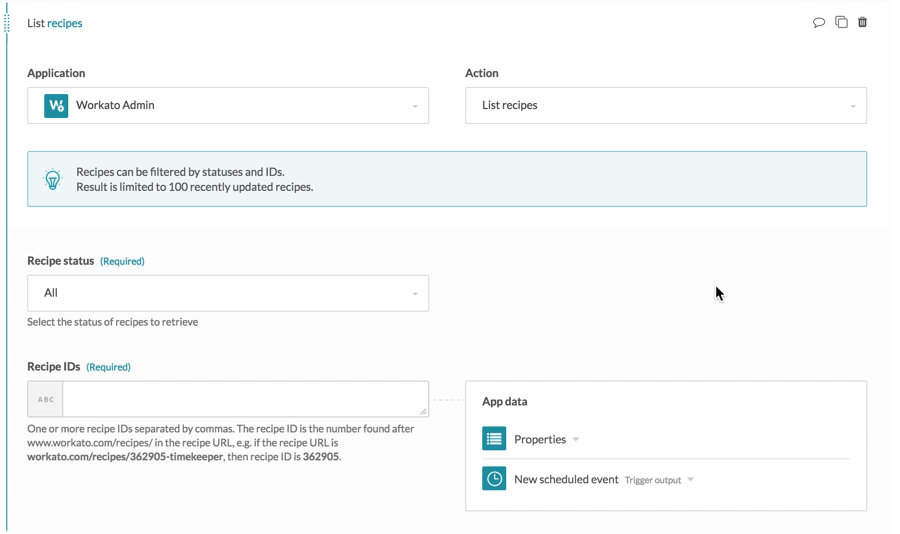 List recipes
Application
Action
Workato Admin
List recipes
Recipes can be filtered by statuses and IDs.
Result is limited to 100 recently updated recipes.
Recipe status (Required)
All
Select the status of recipes to retrieve
Recipe IDs (Required)
ABC
One or more recipe IDs separated by commas. The recipe ID is the number found after
www.workato.com/recipes/ in the recipe URL, e.g. if the recipe URL is
workato.com/recipes/362905-timekeeper, then recipe ID is 362905.
App data
Properties
New scheduled event Trigger output